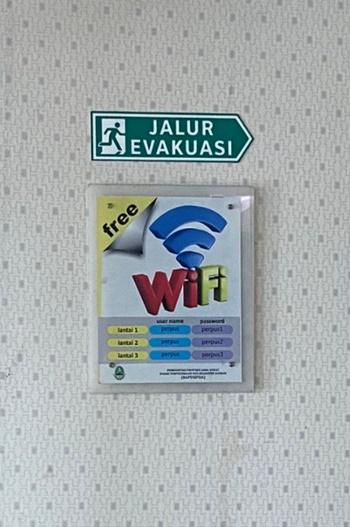 JALUR
EVAKUASI
free
WiFi
user name password
lantai 1 perpus perpus1
lantai 2 perpus perpus2
lantai 3 perpus perpus3